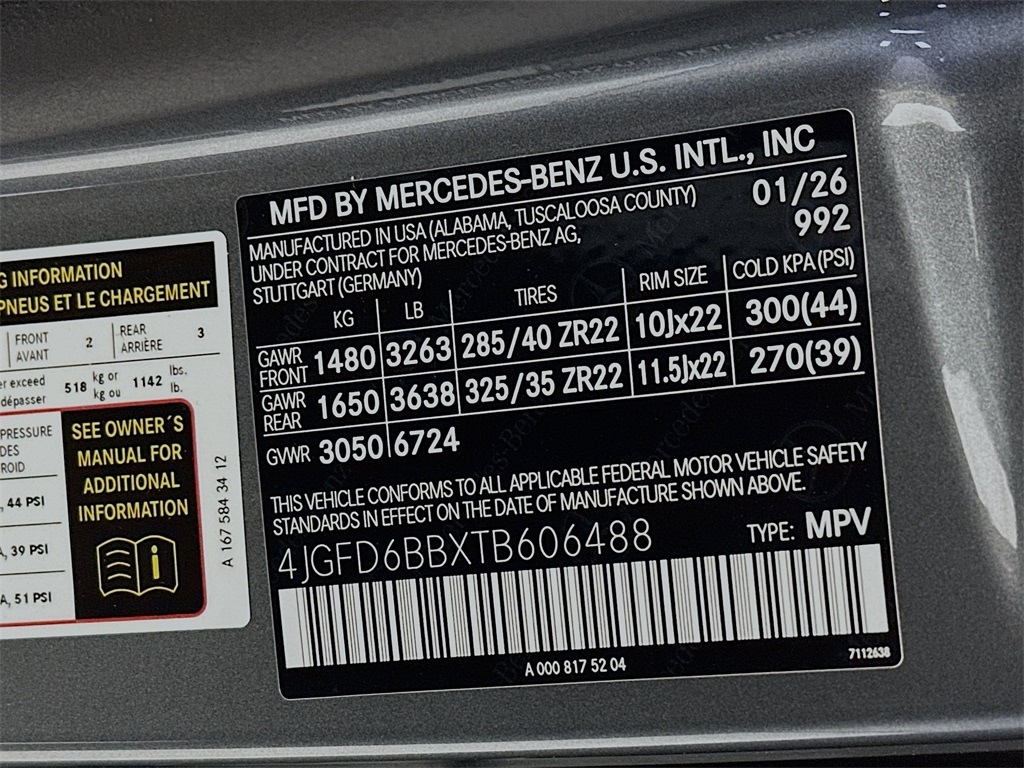 MFD BY MERCEDES-BENZ U.S. INTL., INC
MANUFACTURED IN USA (ALABAMA, TUSCALOOSA COUNTY)
UNDER CONTRACT FOR MERCEDES-BENZ AG,
STUTTGART (GERMANY)
01/26
992
KG LB TIRES RIM SIZE COLD KPA (PSI)
GAWR FRONT 1480 3263 285/40 ZR22 10Jx22 300(44)
GAWR REAR 1650 3638 325/35 ZR22 11.5Jx22 270(39)
GVWR 3050 6724
THIS VEHICLE CONFORMS TO ALL APPLICABLE FEDERAL MOTOR VEHICLE SAFETY
STANDARDS IN EFFECT ON THE DATE OF MANUFACTURE SHOWN ABOVE.
4JGFD6BBXTB606488 TYPE: MPV
A 000 817 52 04
7112638
G INFORMATION
PNEUS ET LE CHARGEMENT
FRONT AVANT 2 REAR ARRIÈRE 3
er exceed
dépasser
518 kg or kg ou 1142 lbs. lb.
PRESSURE
DES
ROID
, 44 PSI
A, 39 PSI
A, 51 PSI
SEE OWNER´S
MANUAL FOR
ADDITIONAL
INFORMATION
i
A 167 584 34 12